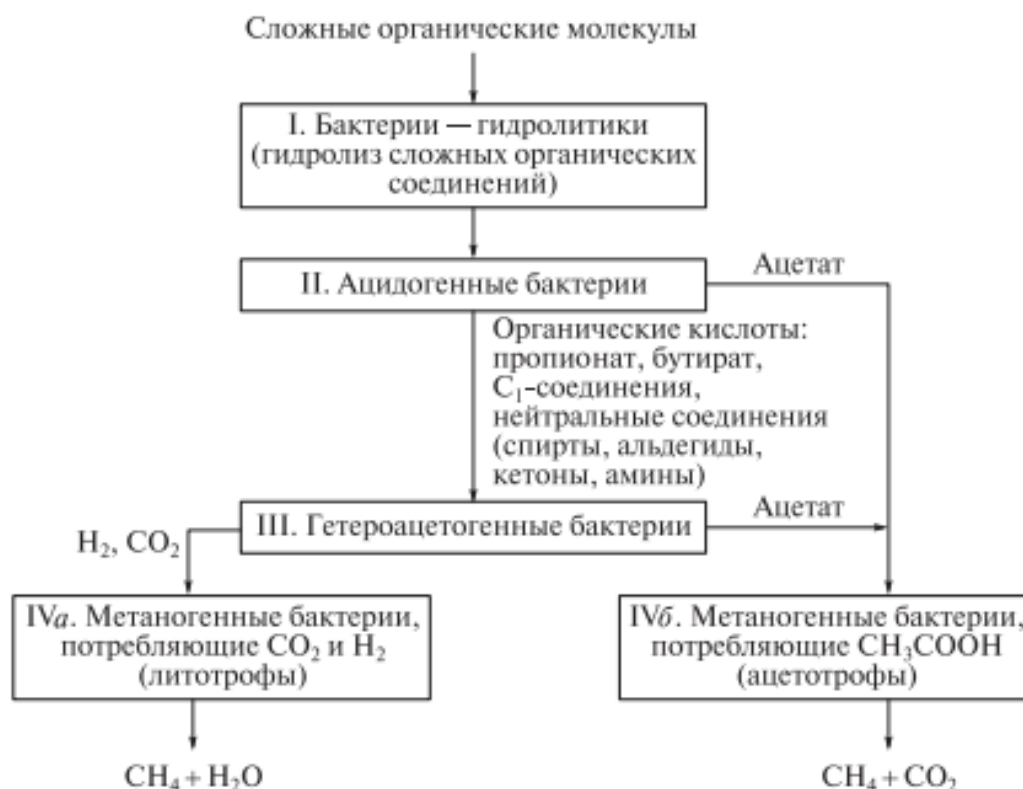 Сложные органические молекулы
I. Бактерии — гидролитики
(гидролиз сложных органических
соединений)
II. Ацидогенные бактерии
Ацетат
Органические кислоты:
пропионат, бутират,
C₁-соединения,
нейтральные соединения
(спирты, альдегиды,
кетоны, амины)
III. Гетероацетогенные бактерии
Ацетат
H₂, CO₂
IVа. Метаногенные бактерии,
потребляющие CO₂ и H₂
(литотрофы)
IVб. Метаногенные бактерии,
потребляющие CH₃COOH
(ацетотрофы)
CH₄ + H₂O
CH₄ + CO₂